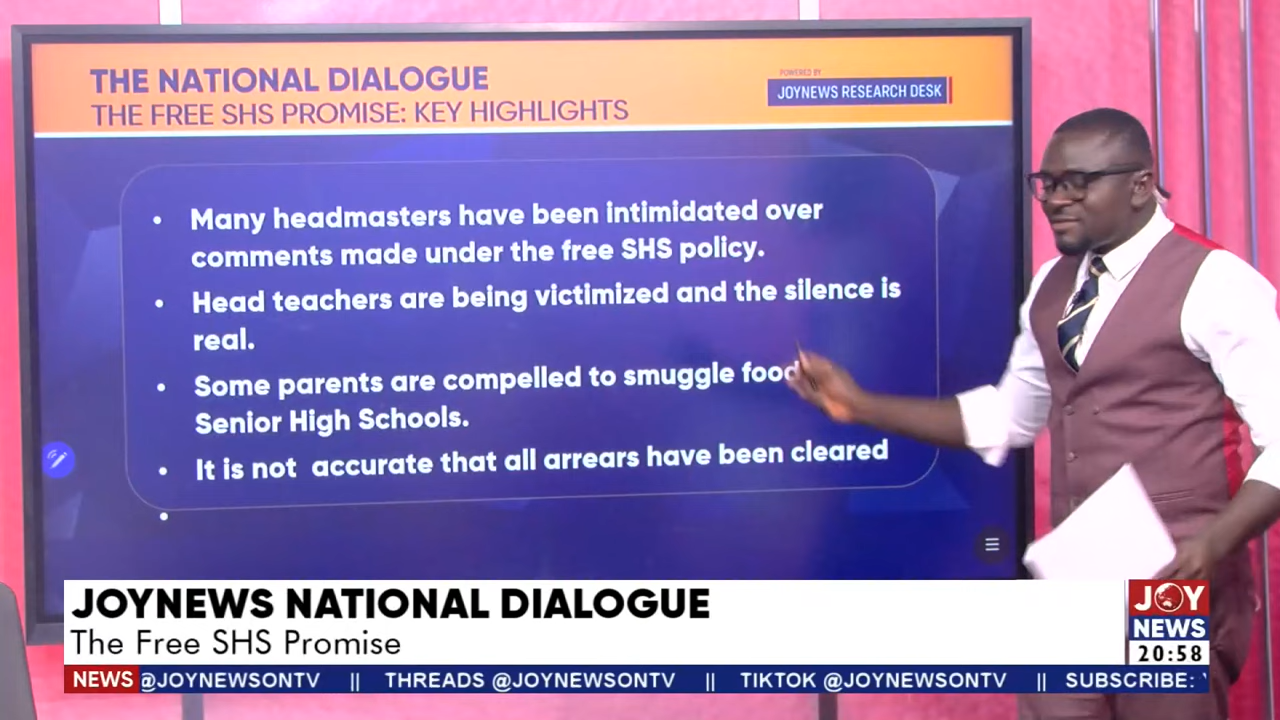 THE NATIONAL DIALOGUE
THE FREE SHS PROMISE: KEY HIGHLIGHTS
POWERED BY
JOYNEWS RESEARCH DESK
• Many headmasters have been intimidated over
comments made under the free SHS policy.
• Head teachers are being victimized and the silence is
real.
• Some parents are compelled to smuggle food
Senior High Schools.
• It is not accurate that all arrears have been cleared
•
JOYNEWS NATIONAL DIALOGUE
The Free SHS Promise
JOY
NEWS
20:58
NEWS @JOYNEWSONTV || THREADS @JOYNEWSONTV || TIKTOK @JOYNEWSONTV || SUBSCRIBE: